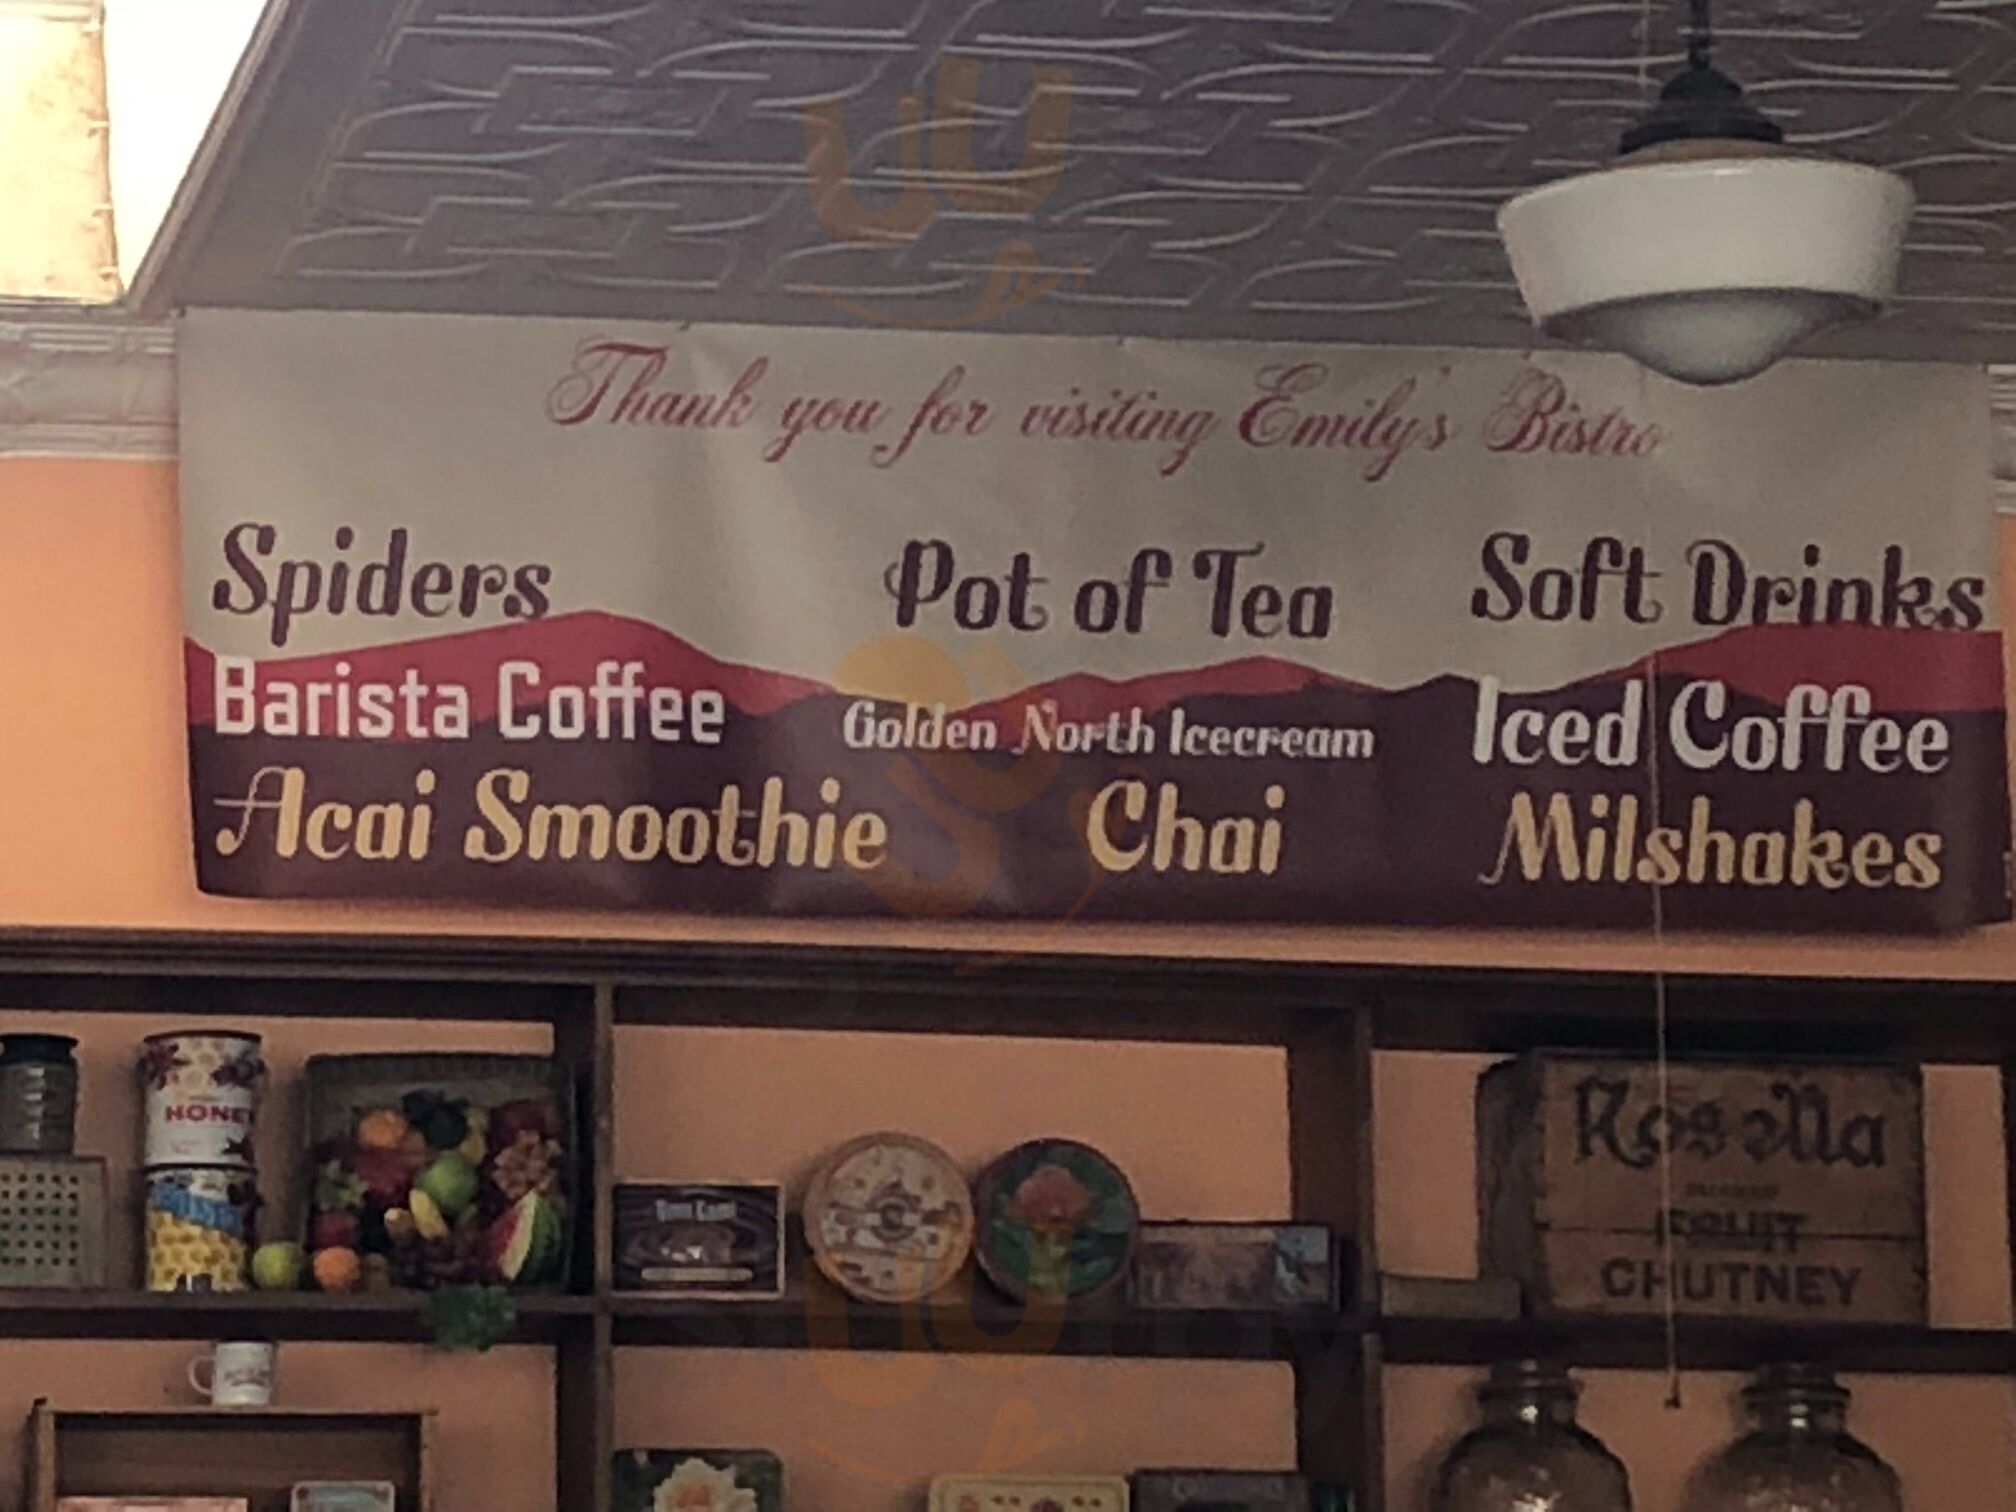 Thank you for visiting Emily's Bistro
Spiders Pot of Tea Soft Drinks
Barista Coffee Golden North Icecream Iced Coffee
Acai Smoothie Chai Milshakes
HONEY
Rosella
FRUIT
CHUTNEY